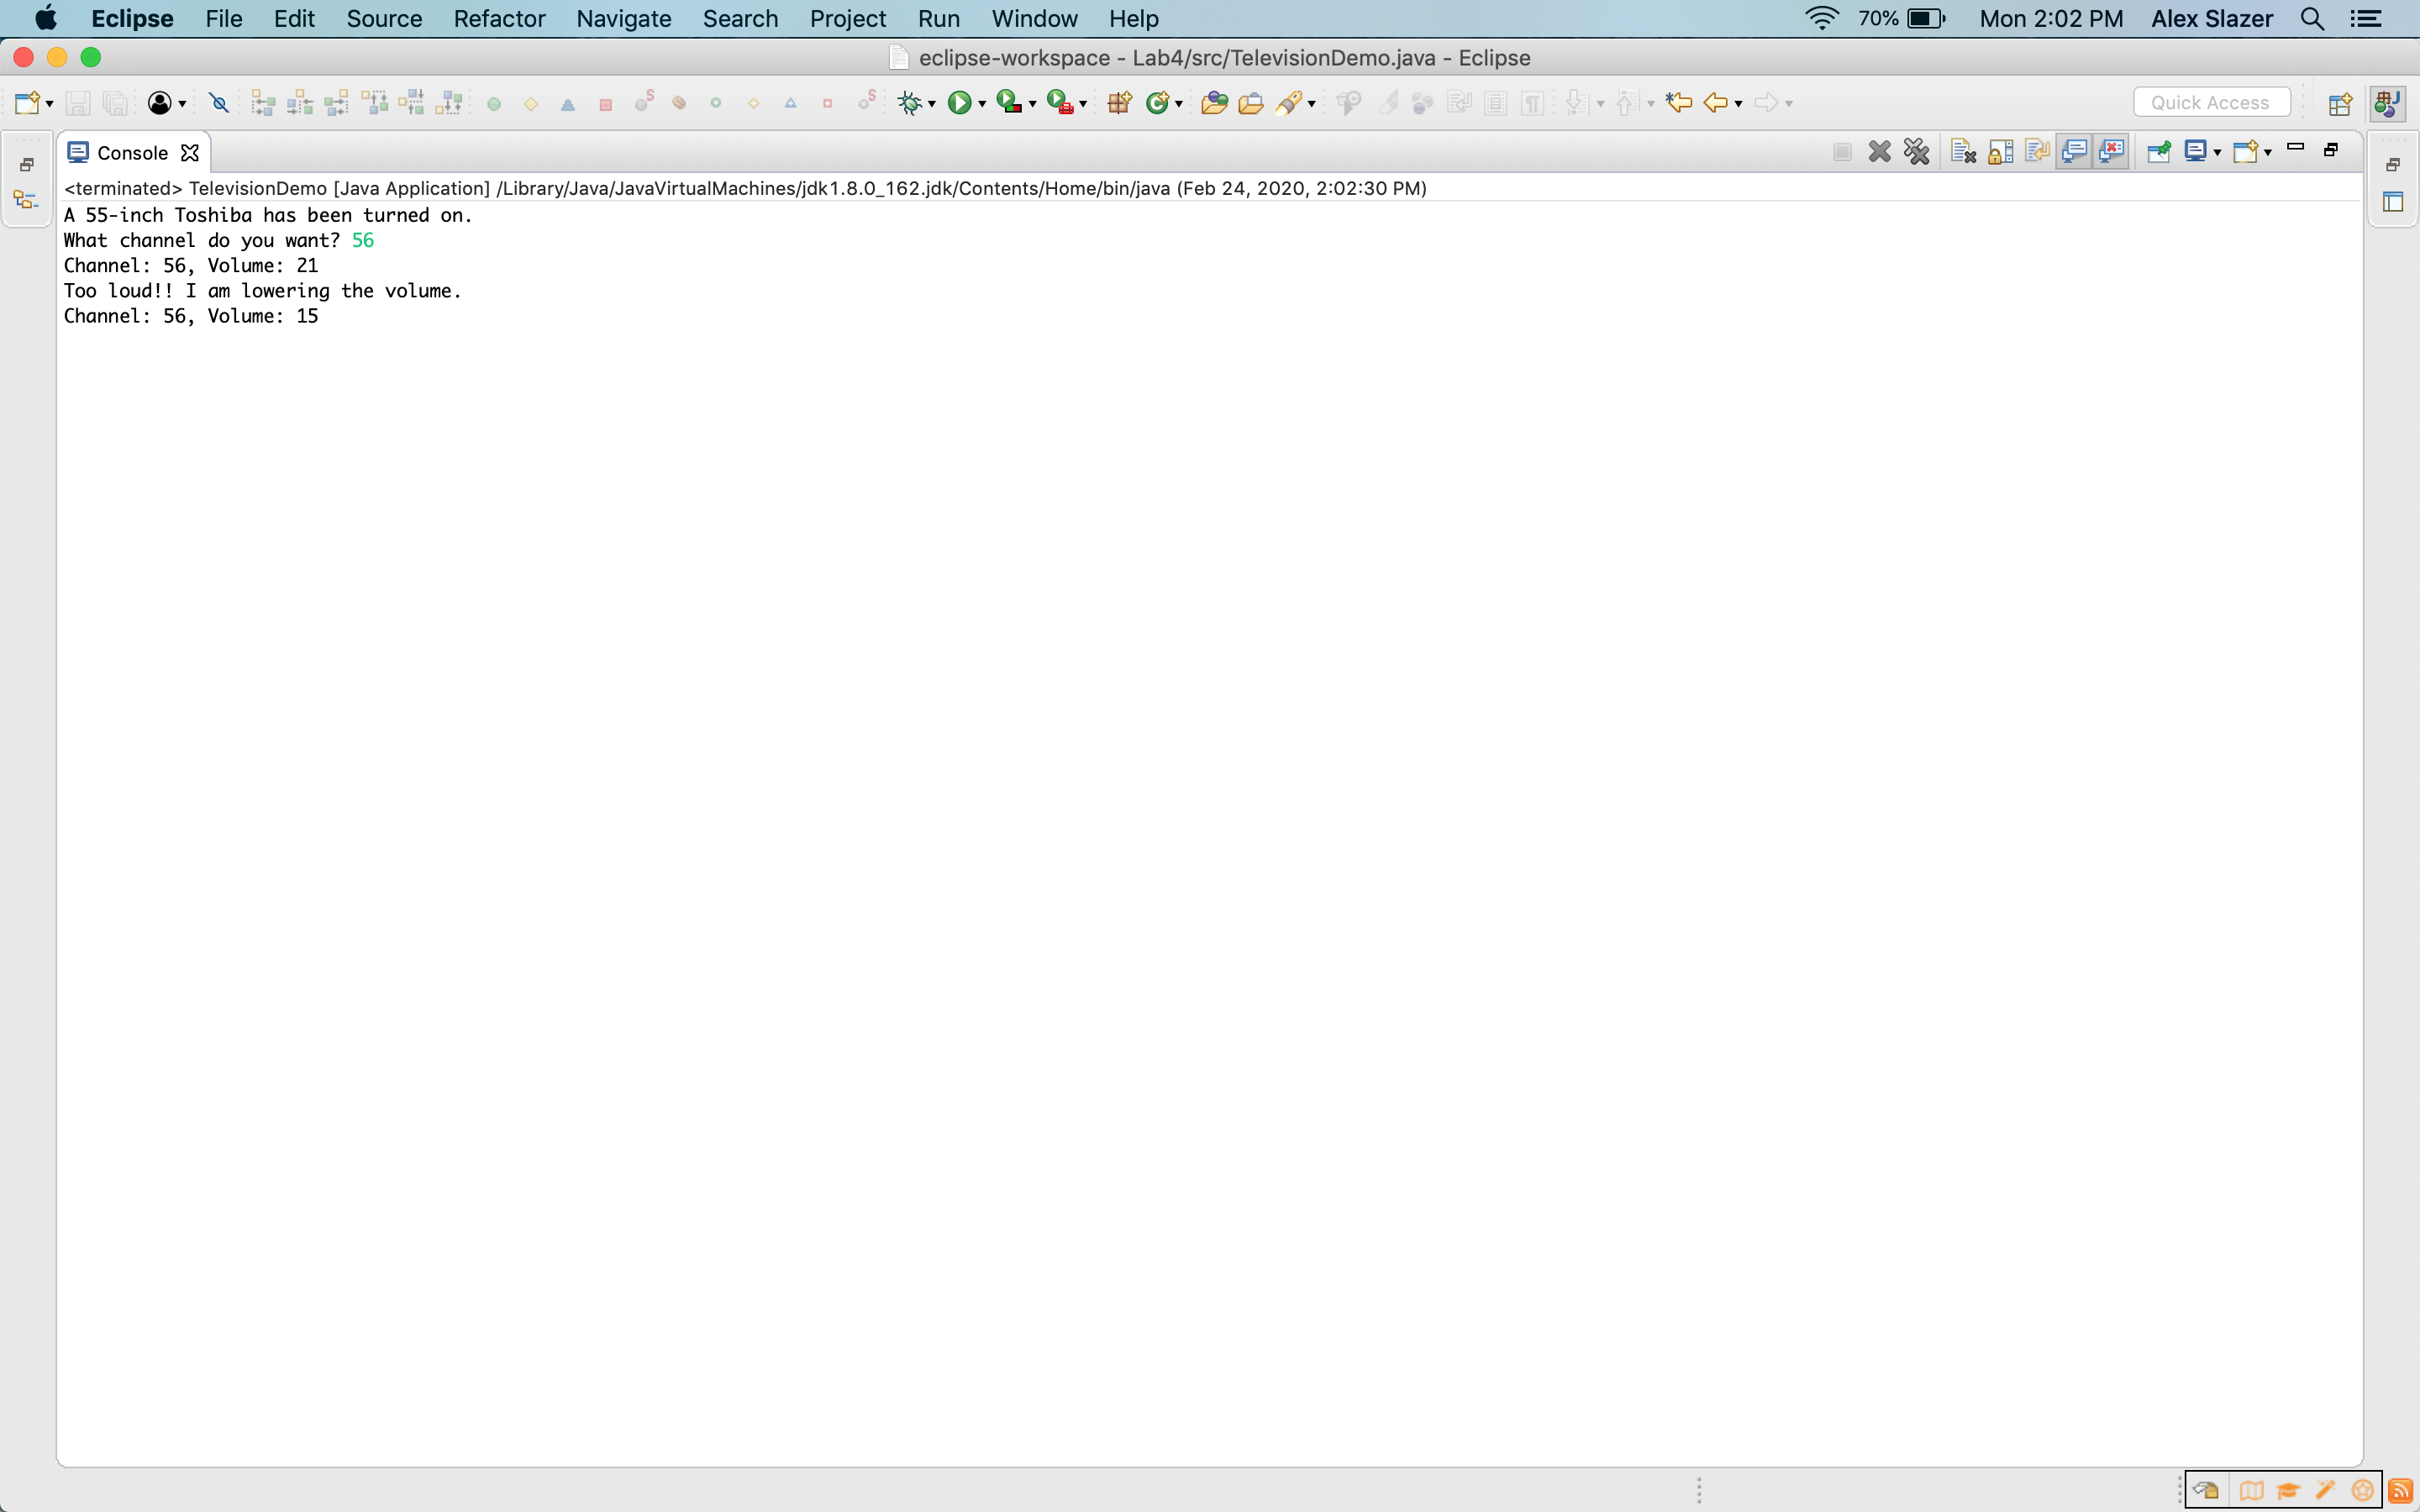 Eclipse File Edit Source Refactor Navigate Search Project Run Window Help 70% Mon 2:02 PM Alex Slazer
eclipse-workspace - Lab4/src/TelevisionDemo.java - Eclipse
Quick Access
Console
<terminated> TelevisionDemo [Java Application] /Library/Java/JavaVirtualMachines/jdk1.8.0_162.jdk/Contents/Home/bin/java (Feb 24, 2020, 2:02:30 PM)
A 55-inch Toshiba has been turned on.
What channel do you want? 56
Channel: 56, Volume: 21
Too loud!! I am lowering the volume.
Channel: 56, Volume: 15